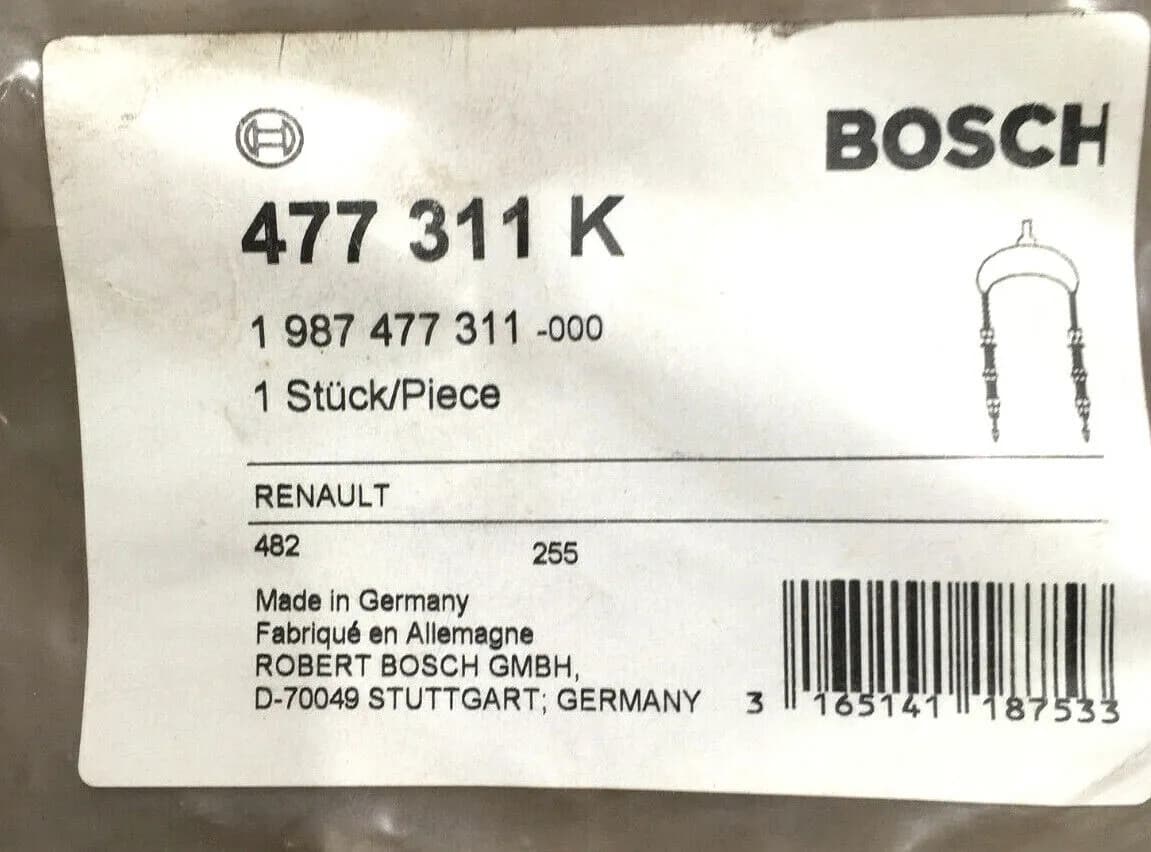 BOSCH
477 311 K
1 987 477 311 -000
1 Stück/Piece
RENAULT
482 255
Made in Germany
Fabriqué en Allemagne
ROBERT BOSCH GMBH,
D-70049 STUTTGART; GERMANY
3 165141 187533